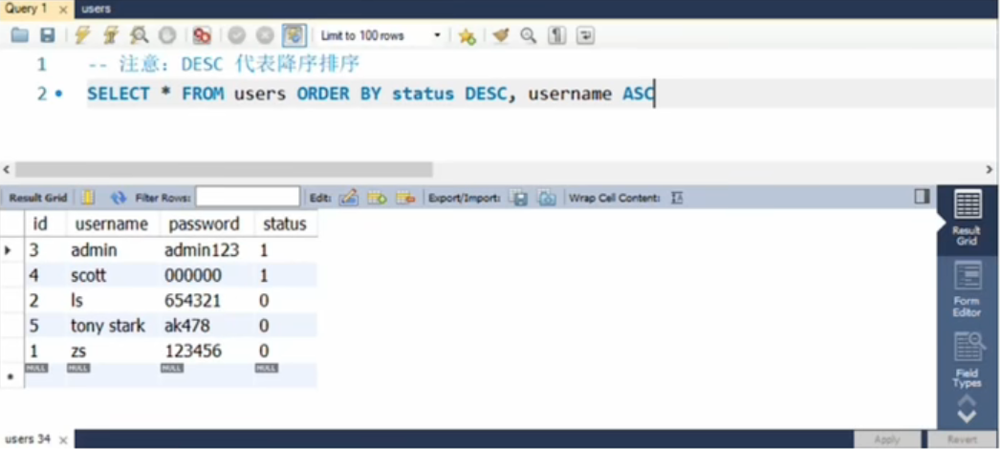 Query 1 × users
Limit to 100 rows
1 -- 注意：DESC 代表降序排序
2 SELECT * FROM users ORDER BY status DESC, username ASC
Result Grid Filter Rows: Edit: Export/Import: Wrap Cell Content:
id username password status
3 admin admin123 1
4 scott 000000 1
2 ls 654321 0
5 tony stark ak478 0
1 zs 123456 0
NULL NULL NULL NULL
Result
Grid
Form
Editor
Field
Types
users 34 ×
Apply Revert